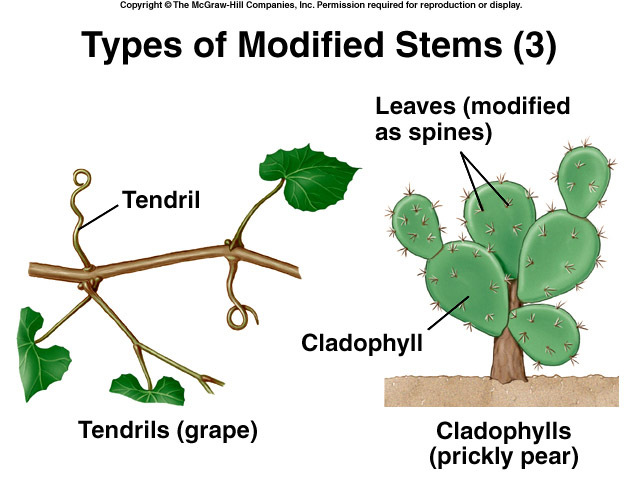 Copyright © The McGraw-Hill Companies, Inc. Permission required for reproduction or display.
Types of Modified Stems (3)
Leaves (modified
as spines)
Tendril
Cladophyll
Tendrils (grape)
Cladophylls
(prickly pear)